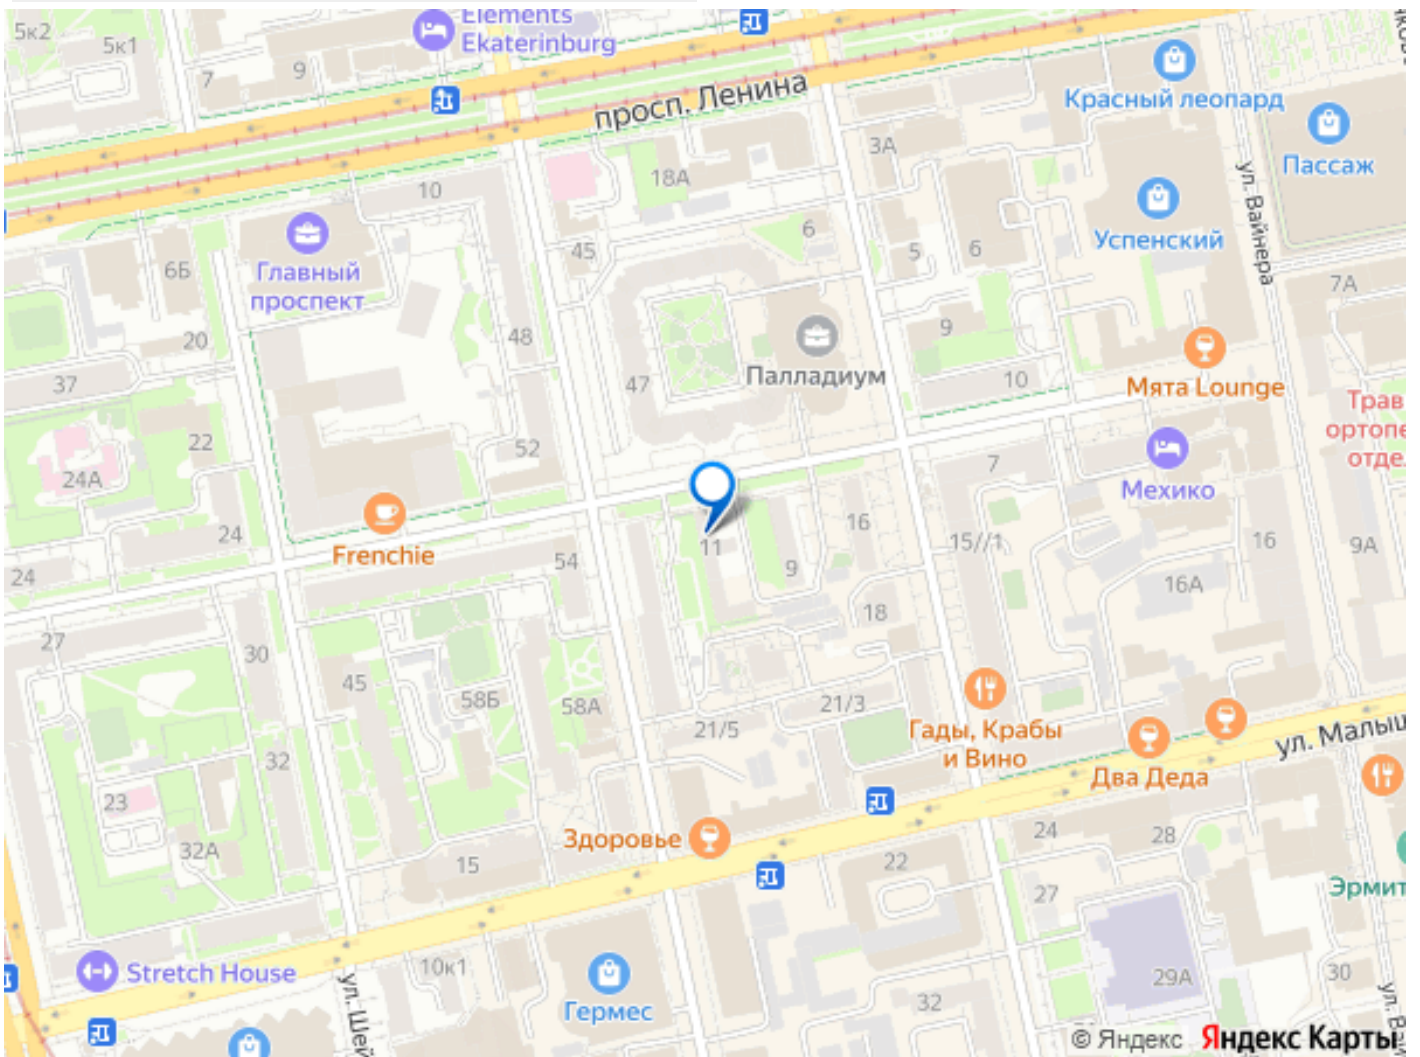 Elements
Ekaterinburg
5к2
5к1
7
9
просп. Ленина
Красный леопард
Пассаж
3А
18А
10
ул. Вайнера
Успенский
Главный
проспект
6Б
45
6
5
6
7А
20
48
9
37
47
Палладиум
10
Мята Lounge
22
52
24А
7
Мехико
24
Frenchie
16
15//1
16
9А
24
54
11
9
16А
18
27
30
45
58Б
58А
21/5
21/3
Гады, Крабы
и Вино
32
Два Деда
23
Здоровье
32А
15
22
24
28
27
Stretch House
10к1
Гермес
29А
30
32
© Яндекс
Яндекс Карты